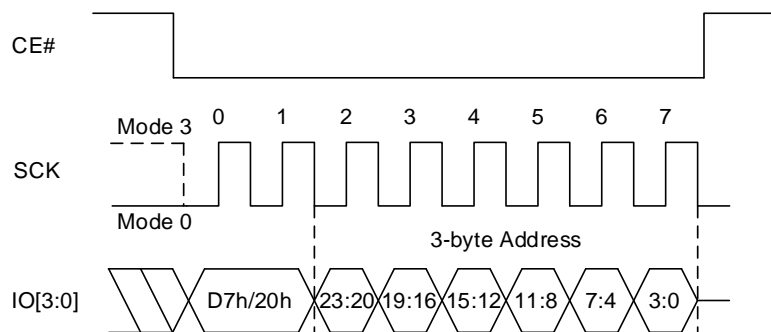 CE#
0 1 2 3 4 5 6 7
Mode 3
SCK
Mode 0
3-byte Address
IO[3:0] D7h/20h 23:20 19:16 15:12 11:8 7:4 3:0